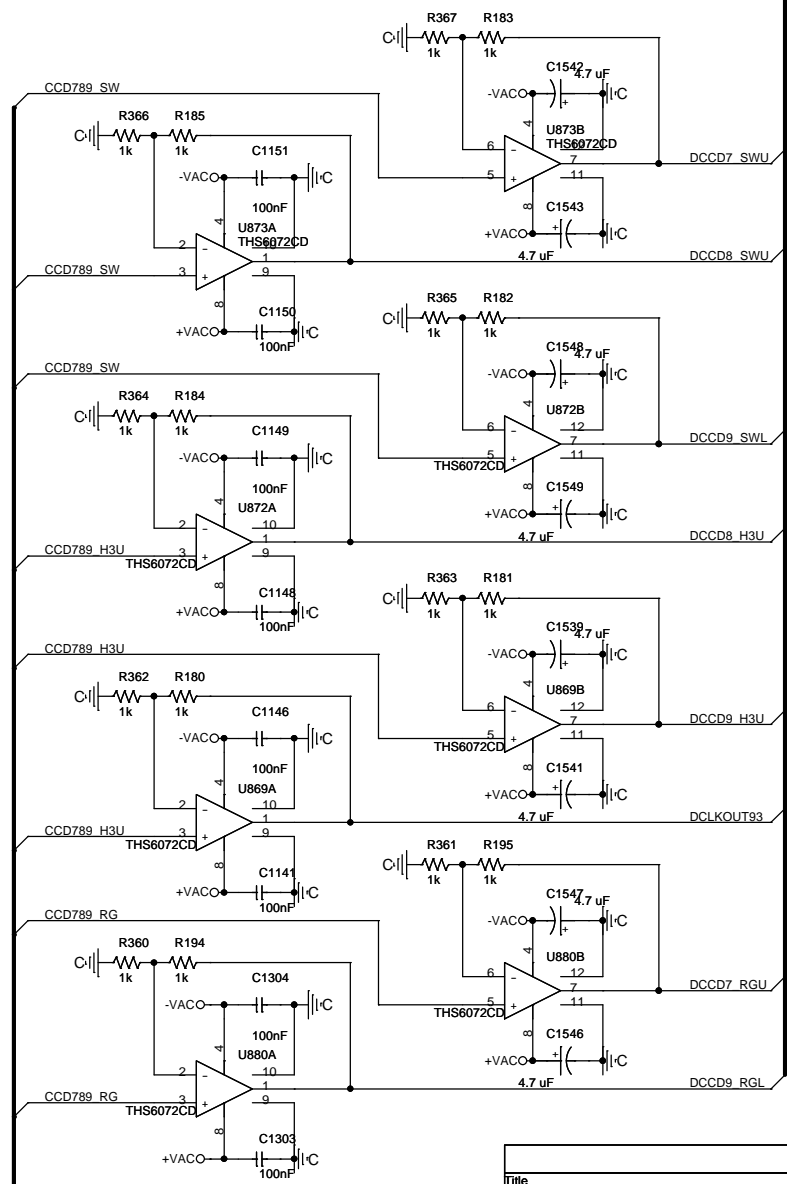 R367 R183
C
1k 1k
C1542
4.7 uF
-VAC C
4
U873B
THS6072CD
6
7
5 11
DCCD7_SWU
8
C1543
+VAC C
4.7 uF
CCD789_SW
R366 R185
C
1k 1k
C1151
-VAC C
100nF
4
U873A
THS6072CD
2
1
3 9
CCD789_SW
DCCD8_SWU
8
C1150
+VAC C
100nF
R365 R182
C
1k 1k
C1548
4.7 uF
-VAC C
4
U872B
6 12
7
5 11
THS6072CD
DCCD9_SWL
8
C1549
+VAC C
4.7 uF
CCD789_SW
R364 R184
C
1k 1k
C1149
-VAC C
100nF
4
U872A
2 10
1
3 9
CCD789_H3U
THS6072CD
DCCD8_H3U
8
C1148
+VAC C
100nF
R363 R181
C
1k 1k
C1539
4.7 uF
-VAC C
4
U869B
6 12
7
5 11
THS6072CD
DCCD9_H3U
8
C1541
+VAC C
4.7 uF
CCD789_H3U
R362 R180
C
1k 1k
C1146
-VAC C
100nF
4
U869A
2 10
1
3 9
CCD789_H3U
THS6072CD
DCLKOUT93
8
C1141
+VAC C
100nF
R361 R195
C
1k 1k
C1547
4.7 uF
-VAC C
4
U880B
6 12
7
5 11
THS6072CD
DCCD7_RGU
8
C1546
+VAC C
4.7 uF
CCD789_RG
R360 R194
C
1k 1k
C1304
-VAC C
100nF
4
U880A
2 10
1
3 9
CCD789_RG
THS6072CD
DCCD9_RGL
8
C1303
+VAC C
100nF
Title